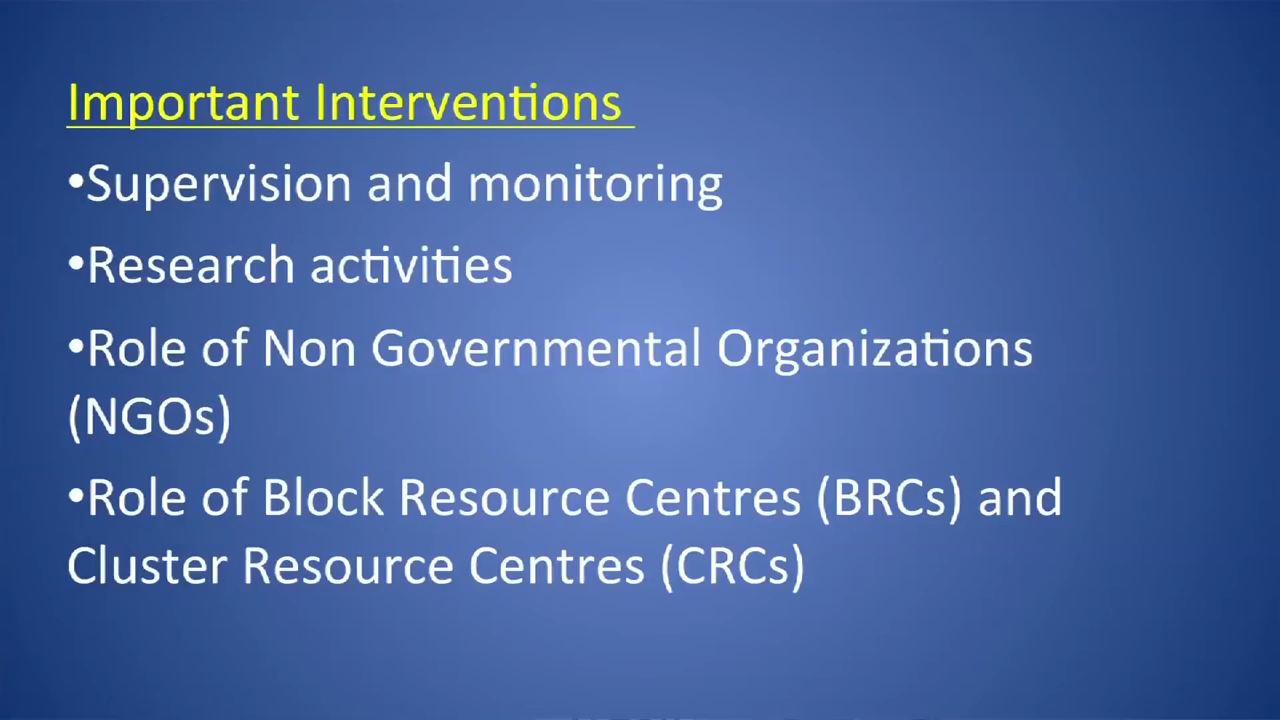 Important Interventions
•Supervision and monitoring
•Research activities
•Role of Non Governmental Organizations
(NGOs)
•Role of Block Resource Centres (BRCs) and
Cluster Resource Centres (CRCs)